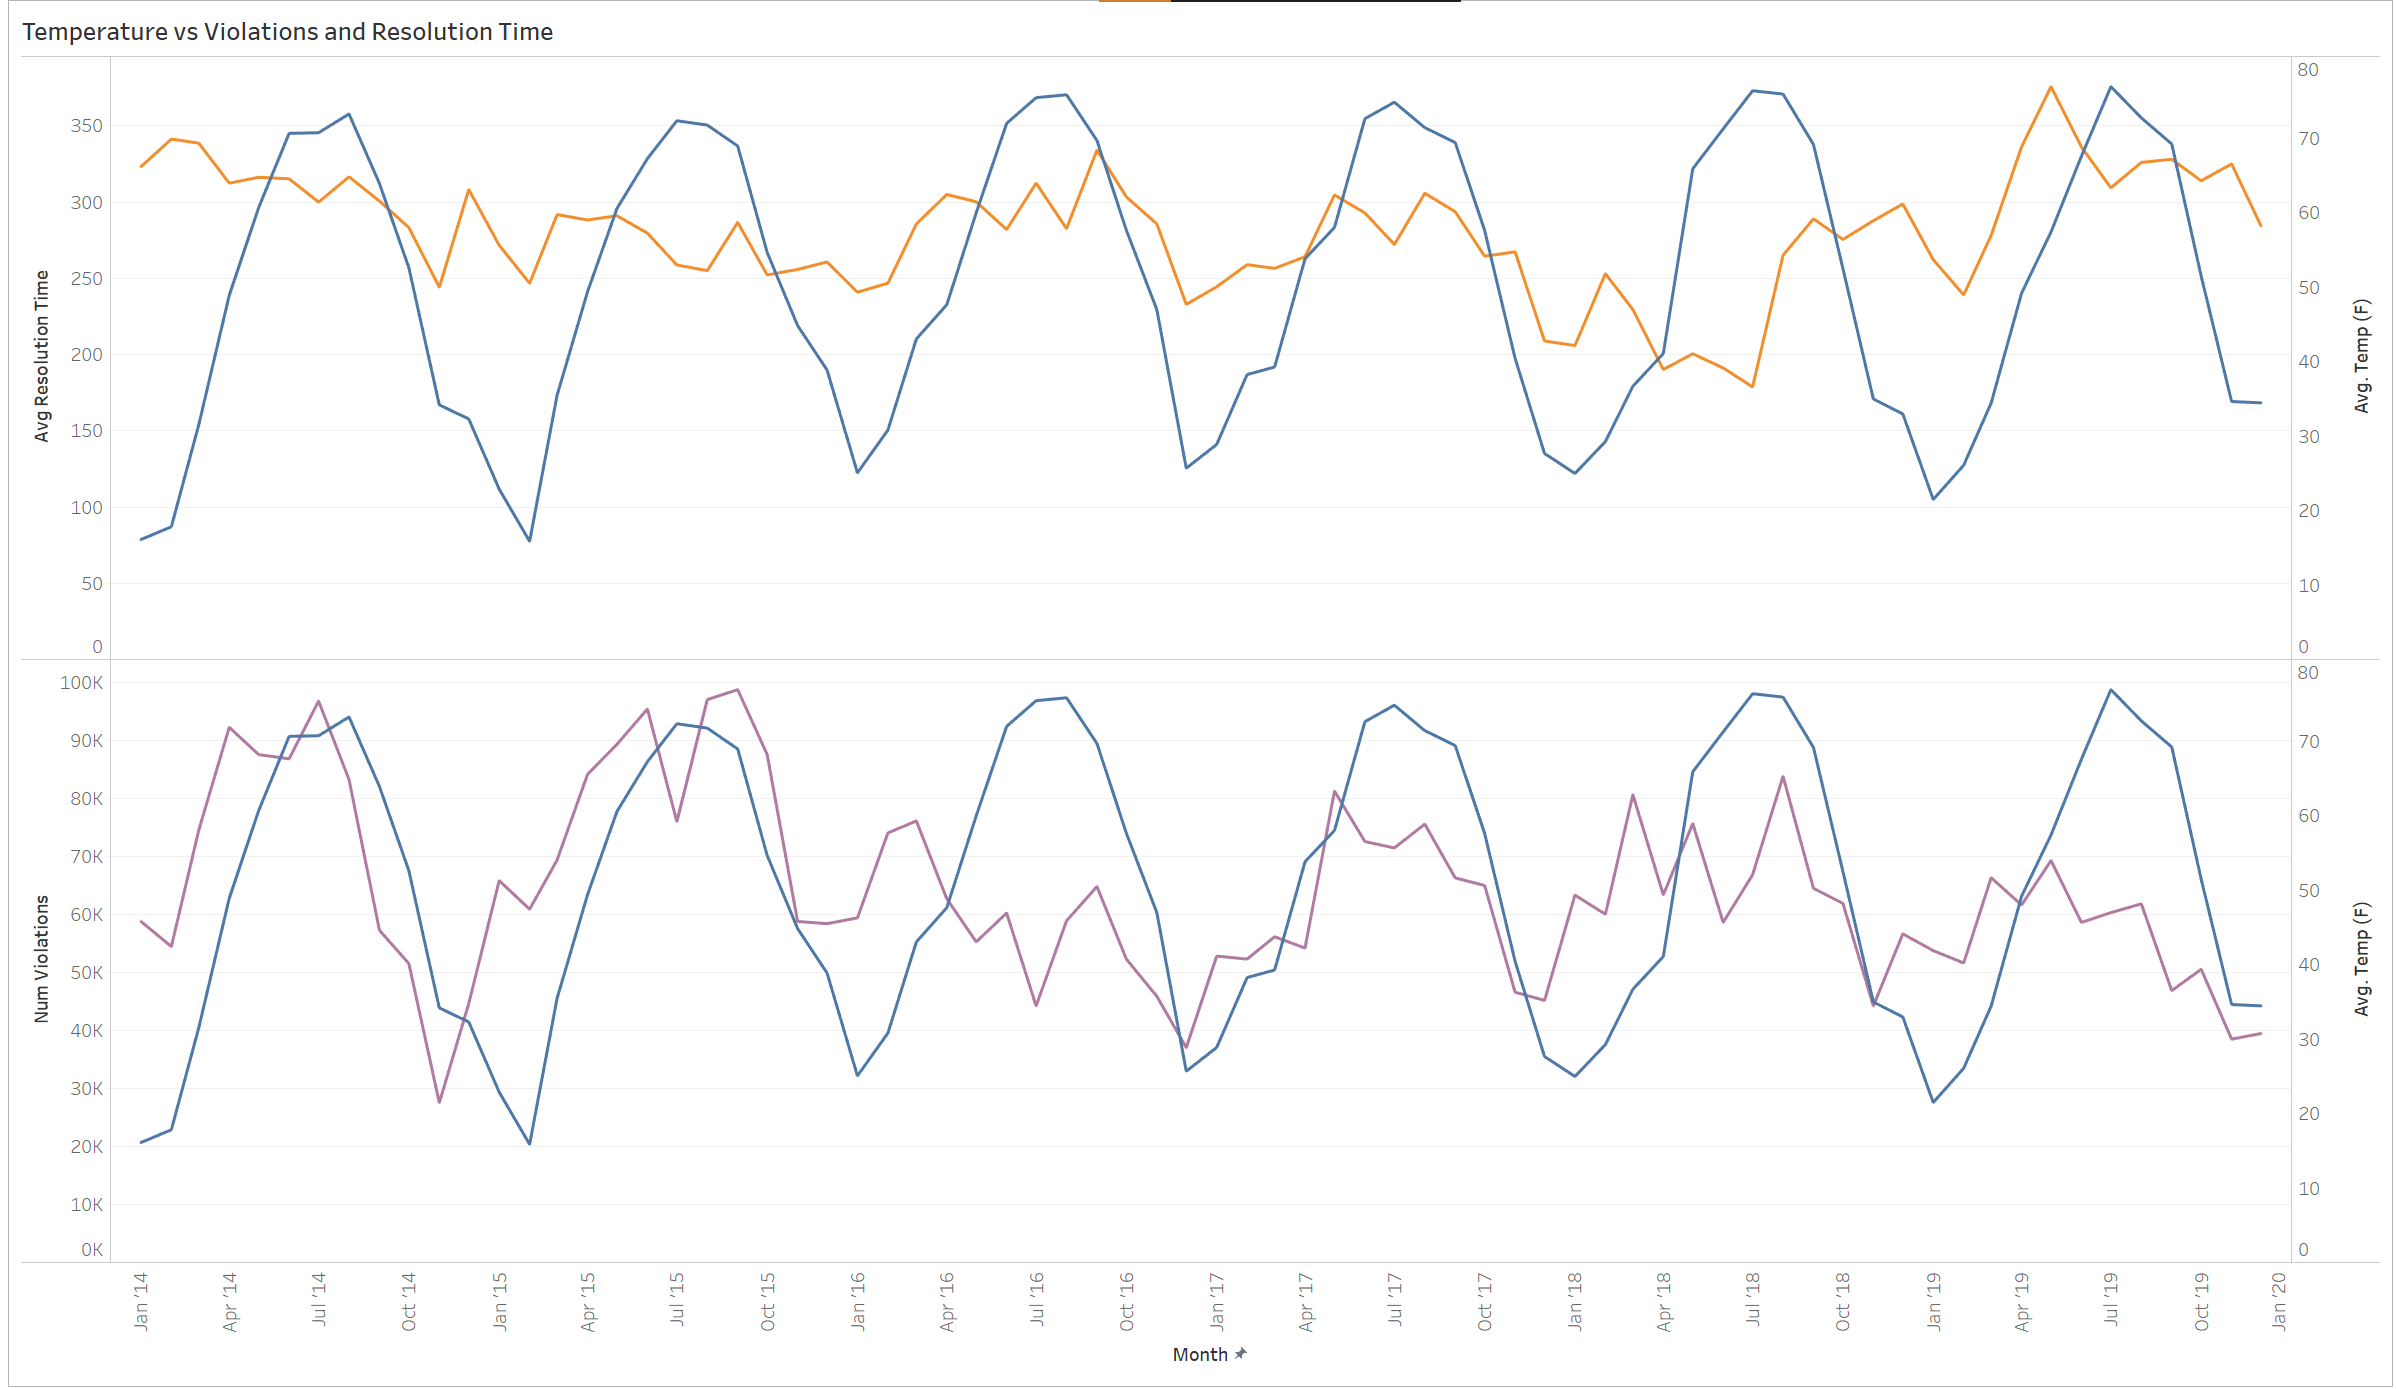 Temperature vs Violations and Resolution Time
Avg Resolution Time
350
300
250
200
150
100
50
0
80
70
60
50
40
30
20
10
0
Avg. Temp (F)
Num Violations
100K
90K
80K
70K
60K
50K
40K
30K
20K
10K
0K
80
70
60
50
40
30
20
10
0
Avg. Temp (F)
Jan '14
Apr '14
Jul '14
Oct '14
Jan '15
Apr '15
Jul '15
Oct '15
Jan '16
Apr '16
Jul '16
Oct '16
Jan '17
Apr '17
Jul '17
Oct '17
Jan '18
Apr '18
Jul '18
Oct '18
Jan '19
Apr '19
Jul '19
Oct '19
Jan '20
Month